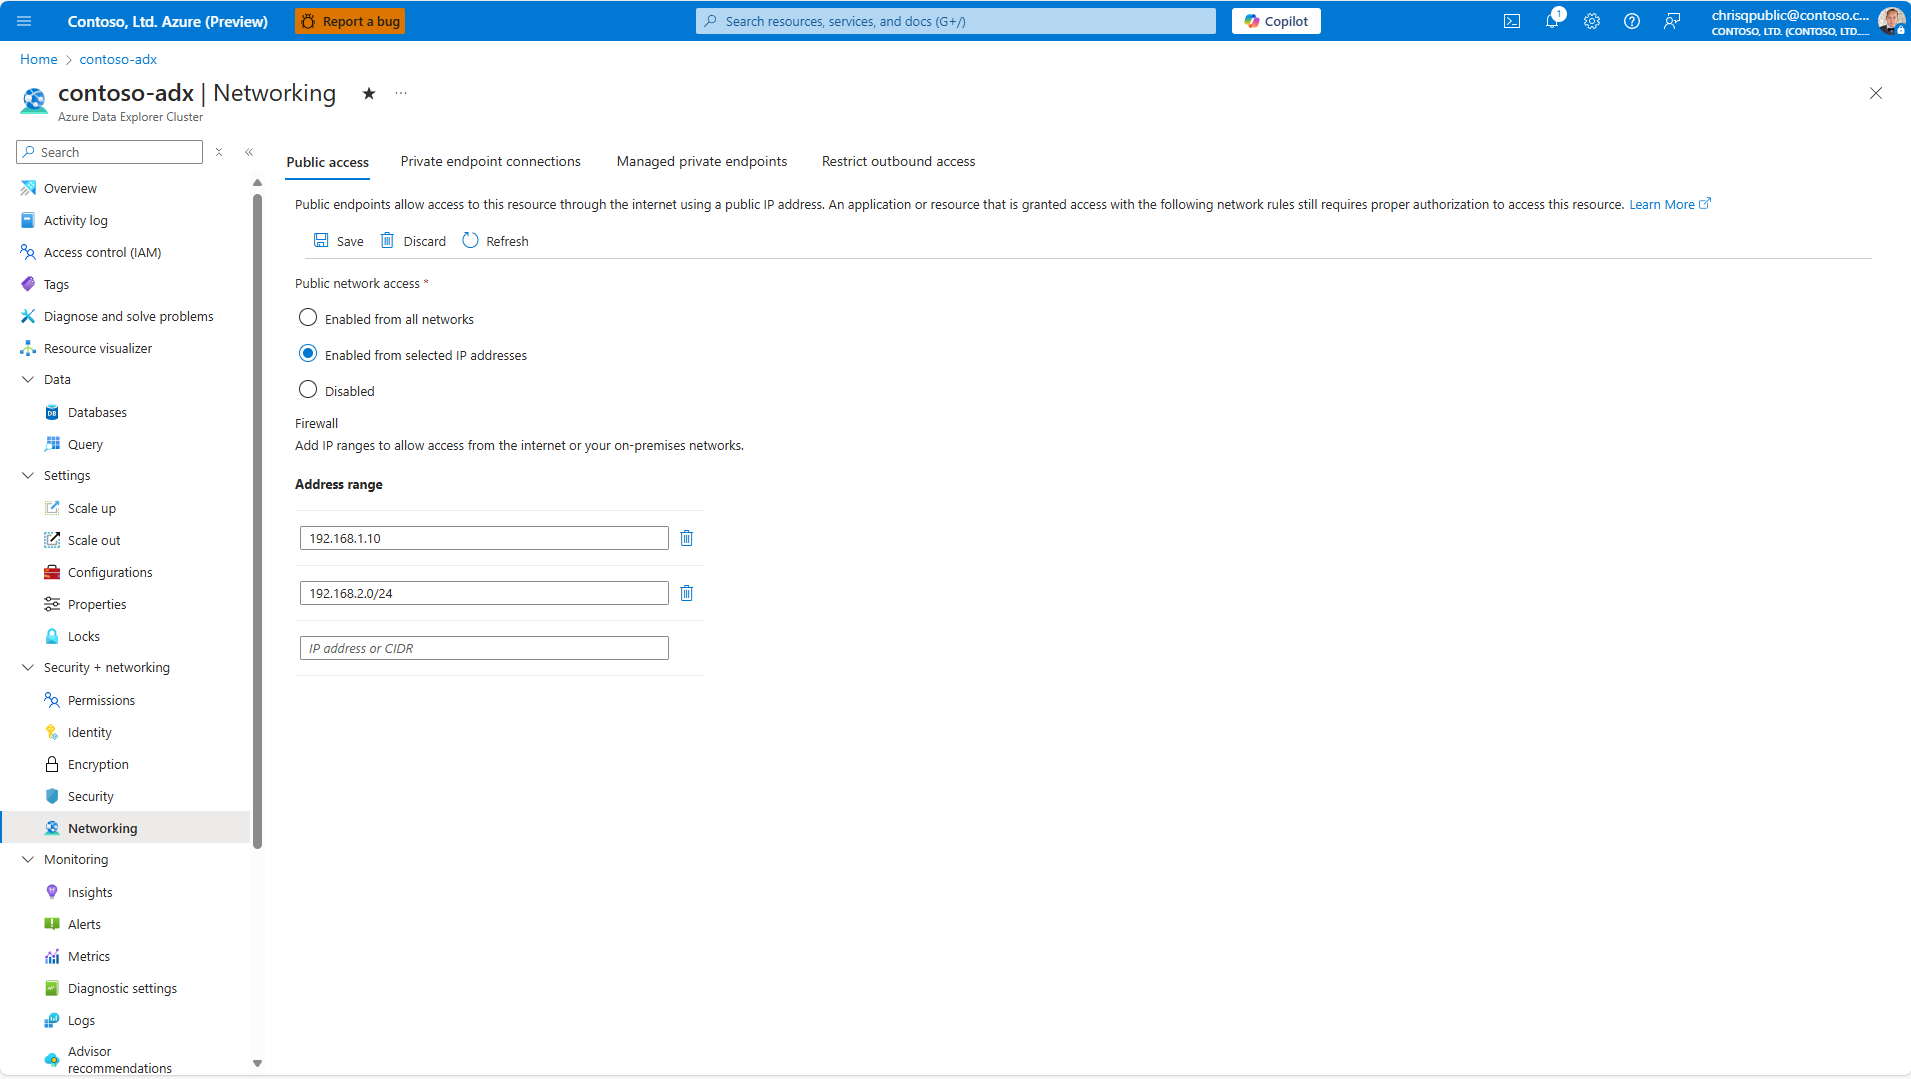 Contoso, Ltd. Azure (Preview)
Report a bug
Search resources, services, and docs (G+/)
Copilot
1
chrisqpublic@contoso.c...
CONTOSO, LTD. (CONTOSO, LTD....
Home
contoso-adx
contoso-adx | Networking
Azure Data Explorer Cluster
Search
Overview
Activity log
Access control (IAM)
Tags
Diagnose and solve problems
Resource visualizer
Data
Databases
Query
Settings
Scale up
Scale out
Configurations
Properties
Locks
Security + networking
Permissions
Identity
Encryption
Security
Networking
Monitoring
Insights
Alerts
Metrics
Diagnostic settings
Logs
Advisor
recommendations
Public access
Private endpoint connections
Managed private endpoints
Restrict outbound access
Public endpoints allow access to this resource through the internet using a public IP address. An application or resource that is granted access with the following network rules still requires proper authorization to access this resource. Learn More
Save
Discard
Refresh
Public network access *
Enabled from all networks
Enabled from selected IP addresses
Disabled
Firewall
Add IP ranges to allow access from the internet or your on-premises networks.
Address range
192.168.1.10
192.168.2.0/24
IP address or CIDR